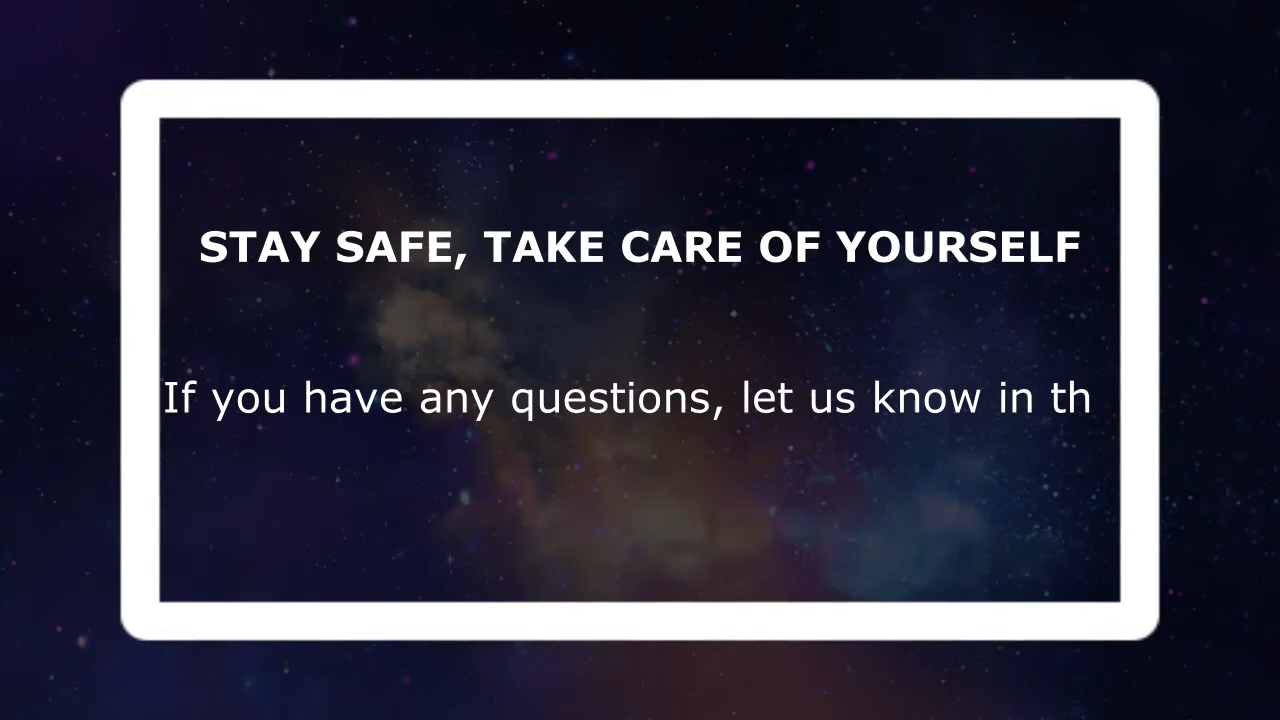 STAY SAFE, TAKE CARE OF YOURSELF
If you have any questions, let us know in th